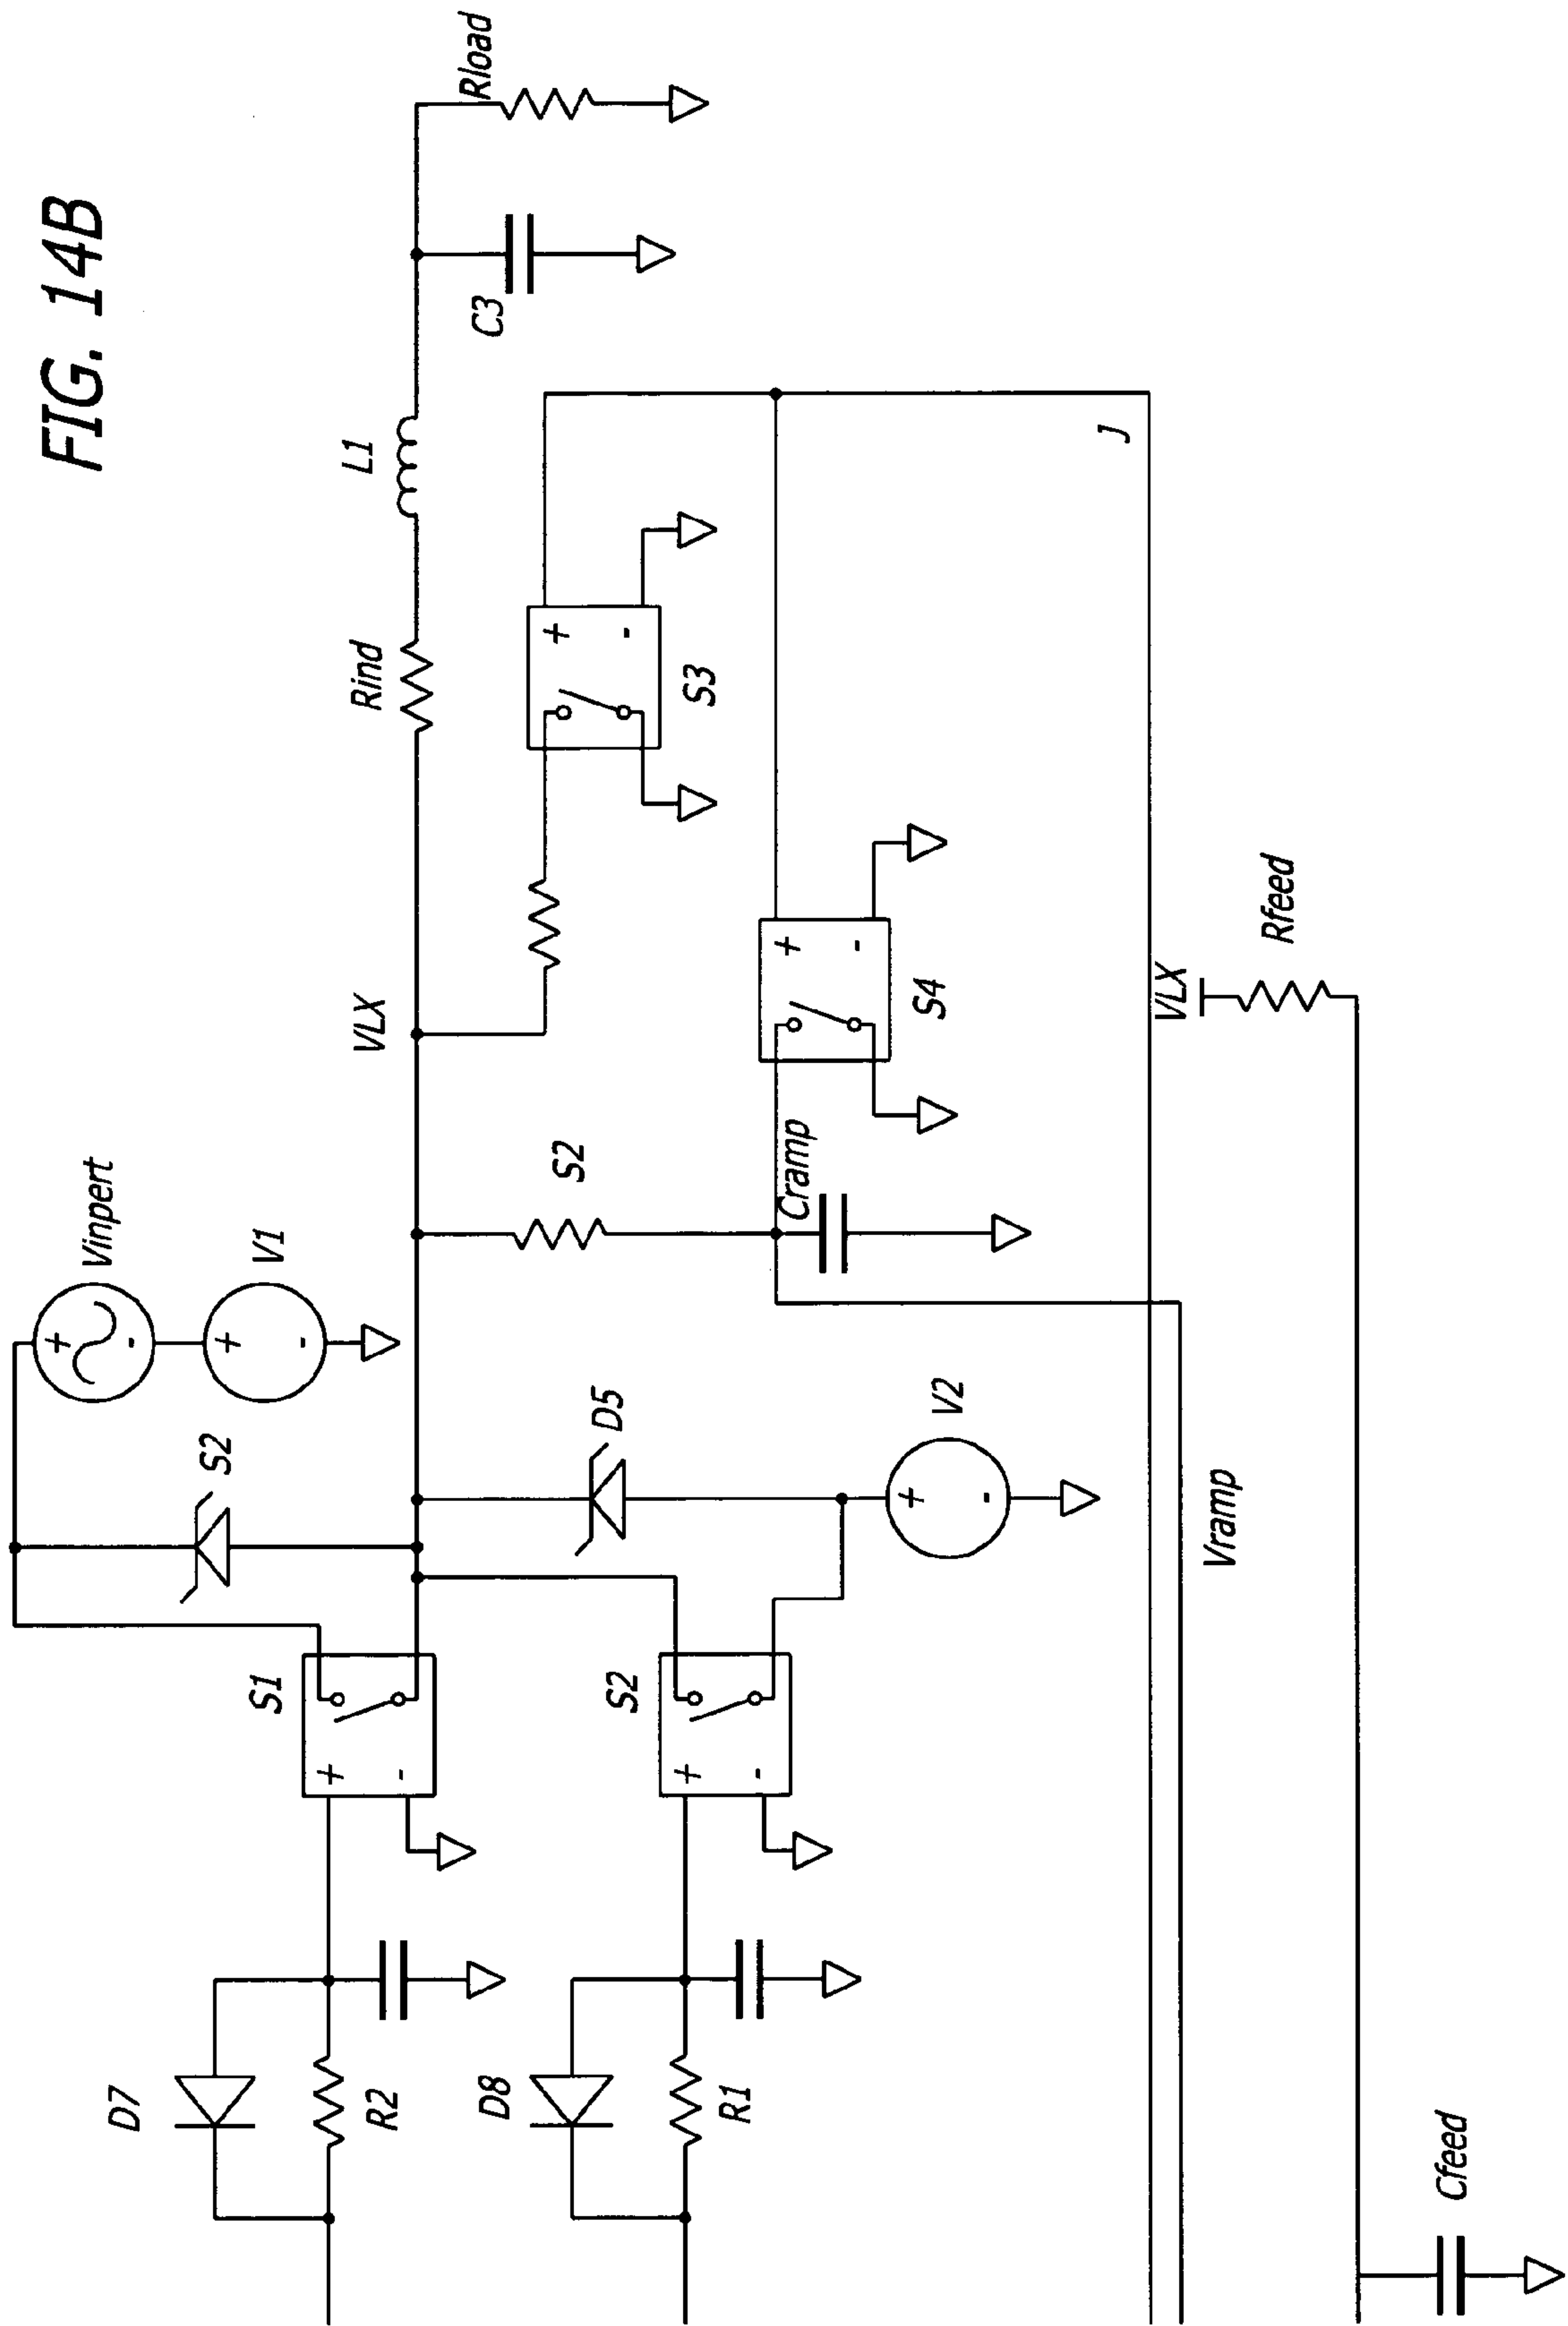 FIG. 14B
Vinpert
+
-
V1
+
-
S2
D7
R2
S1
+
-
VLX
Rind
L1
C3
Rload
D8
R1
S2
+
-
D5
V2
+
-
S2
Cramp
S3
+
-
S4
+
-
J
Vramp
VLX
Rfeed
Cfeed